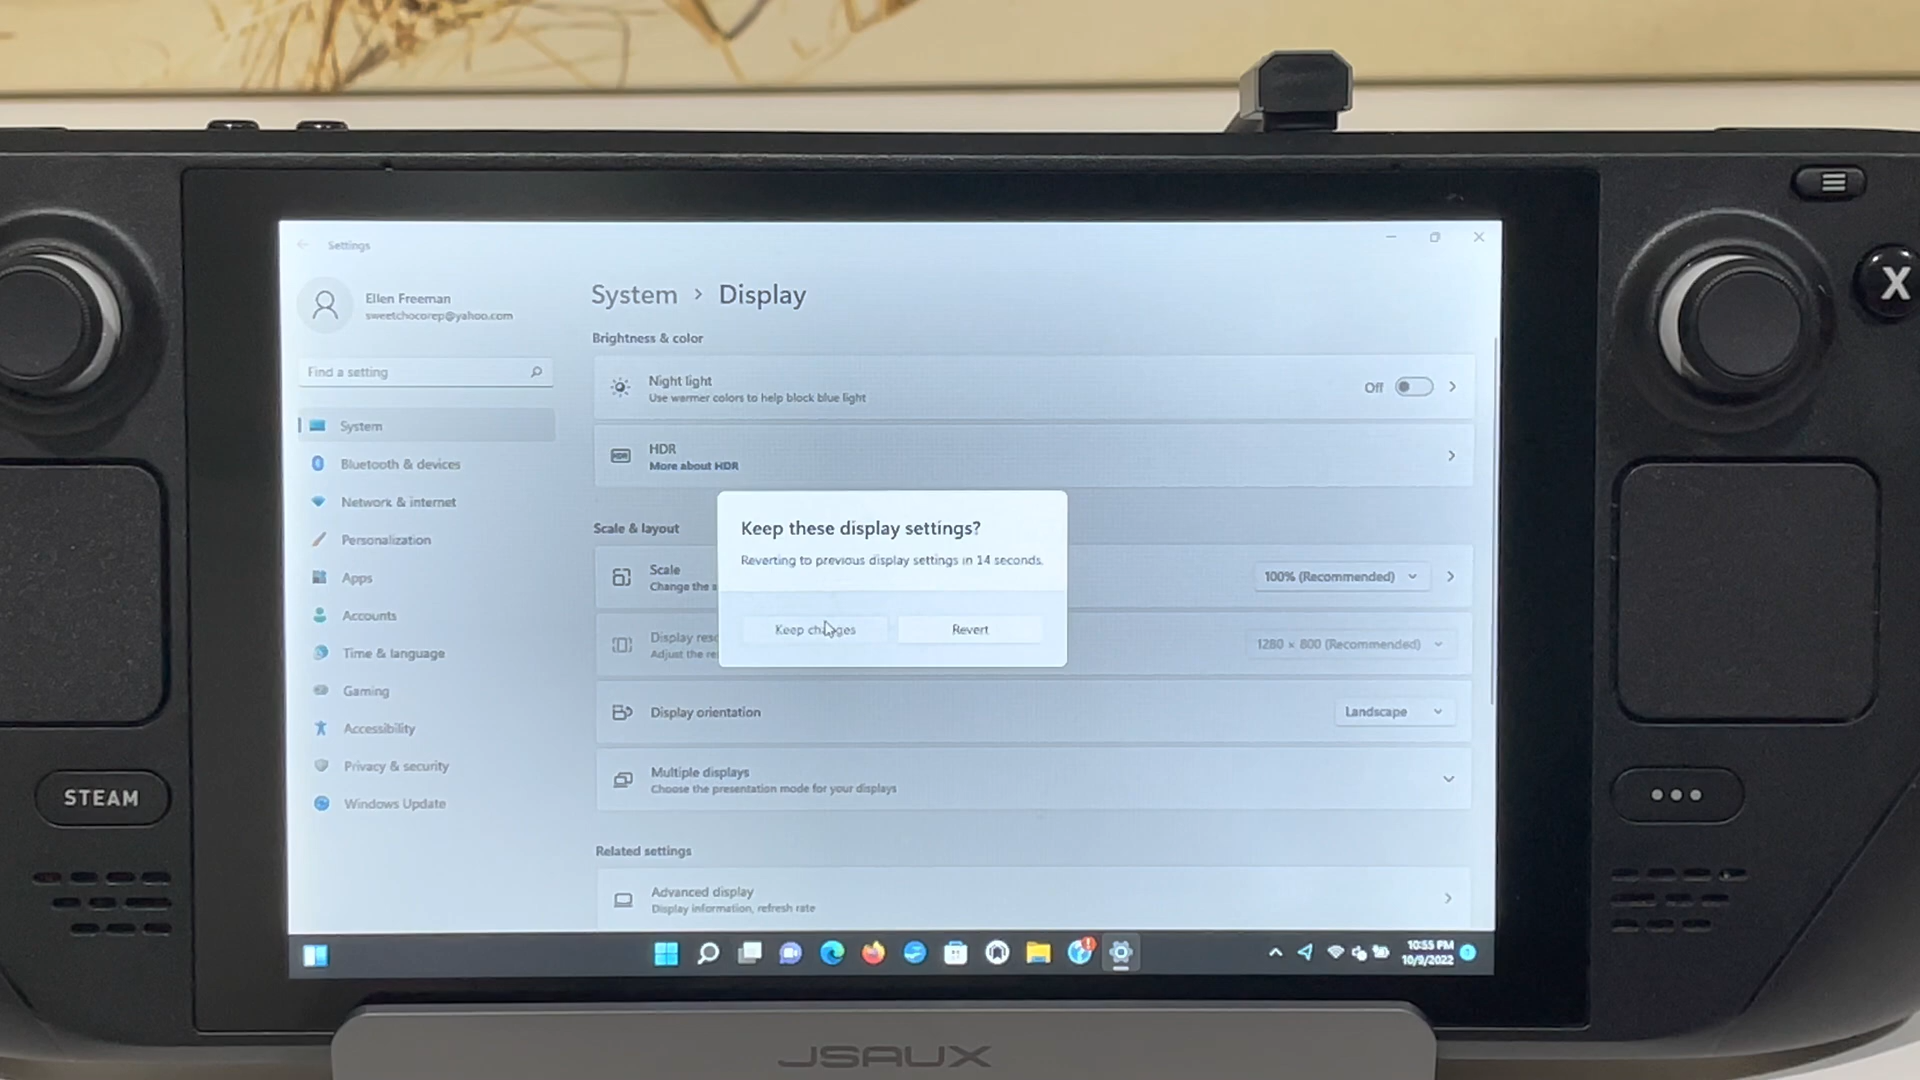 Settings
Ellen Freeman
sweetchocorep@yahoo.com
Find a setting
System
Bluetooth & devices
Network & internet
Personalization
Apps
Accounts
Time & language
Gaming
Accessibility
Privacy & security
Windows Update
System > Display
Brightness & color
Night light
Use warmer colors to help block blue light
Off
HDR
More about HDR
Scale & layout
Scale
Change the s
100% (Recommended)
Display reso
Adjust the re
1280 × 800 (Recommended)
Keep these display settings?
Reverting to previous display settings in 14 seconds.
Keep changes
Revert
Display orientation
Landscape
Multiple displays
Choose the presentation mode for your displays
Related settings
Advanced display
Display information, refresh rate
10:55 PM
10/9/2022
1
STEAM
X
JSAUX